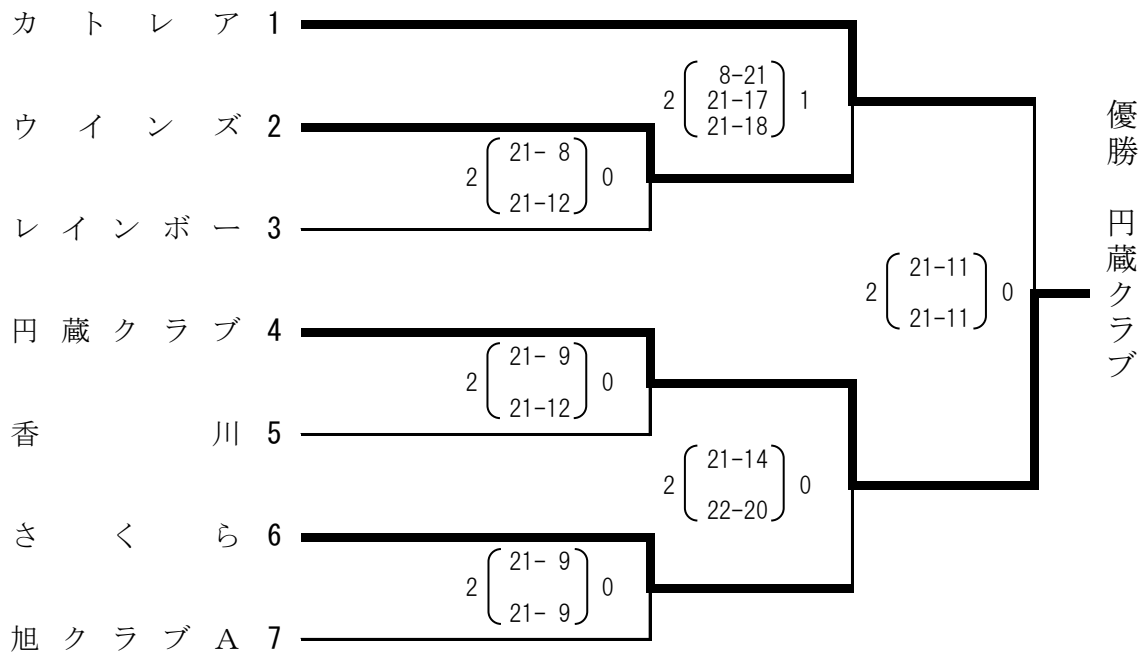 カトレア 1
8-21
2 21-17 1
21-18
ウインズ 2
21- 8
2 0
21-12
レインボー 3
21-11
2 0
21-11
円蔵クラブ 4
21- 9
2 0
21-12
香川 5
21-14
2 0
22-20
さくら 6
21- 9
2 0
21- 9
旭クラブA 7
優勝 円蔵クラブ